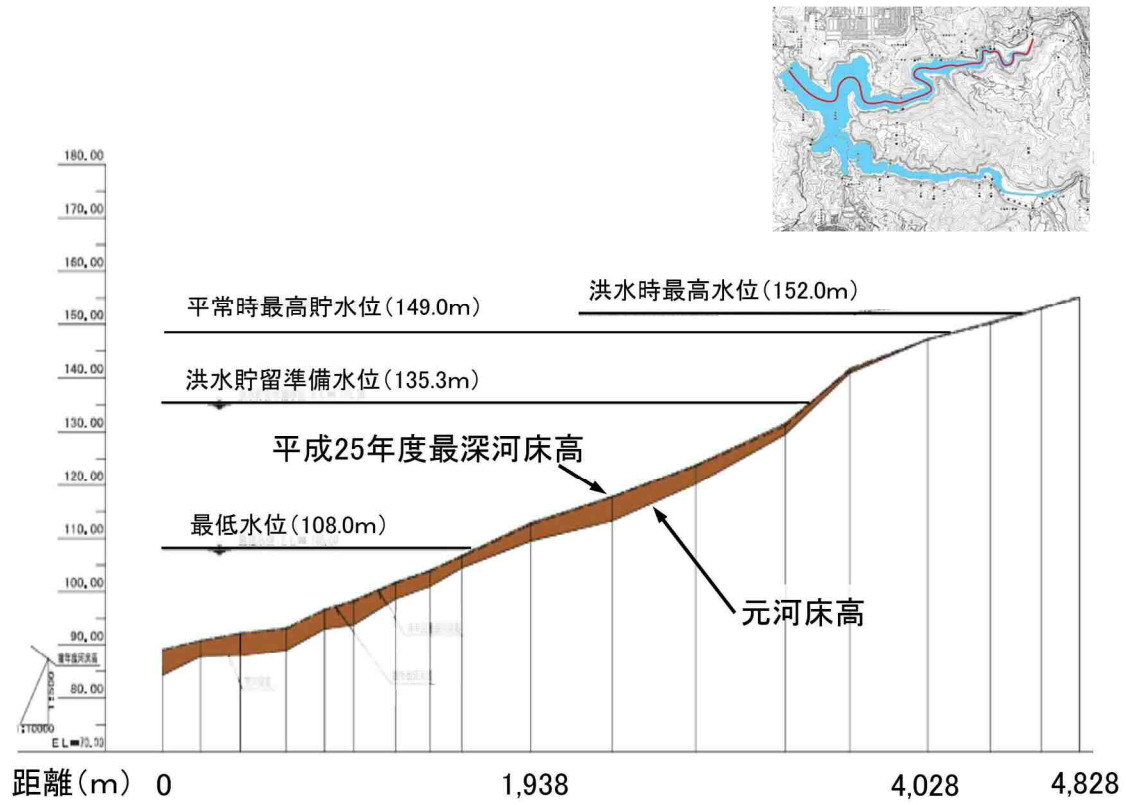 180.00
170.00
160.00
150.00
140.00
130.00
120.00
110.00
100.00
90.00
80.00
EL=70.00
1:500
1:10000
洪水時最高水位(152.0m)
平常時最高貯水位(149.0m)
洪水貯留準備水位(135.3m)
平成25年度最深河床高
最低水位(108.0m)
元河床高
距離(m) 0 1,938 4,028 4,828